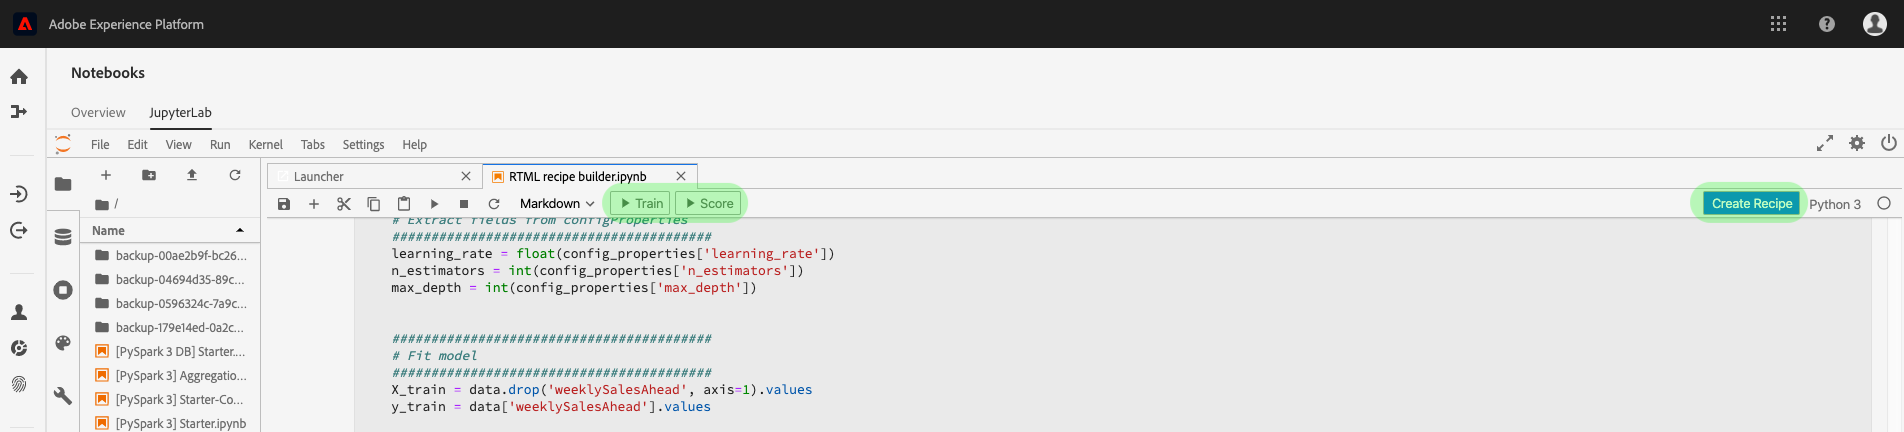 Adobe Experience Platform
Notebooks
Overview JupyterLab
File Edit View Run Kernel Tabs Settings Help
Launcher RTML recipe builder.ipynb
/ Markdown Train Score Create Recipe Python 3
Name
backup-00ae2b9f-bc26...
backup-04694d35-89c...
backup-0596324c-7a9c...
backup-179e14ed-0a2c...
[PySpark 3 DB] Starter....
[PySpark 3] Aggregatio...
[PySpark 3] Starter-Co...
[PySpark 3] Starter.ipynb
# Extract fields from configProperties
#########################################
learning_rate = float(config_properties['learning_rate'])
n_estimators = int(config_properties['n_estimators'])
max_depth = int(config_properties['max_depth'])
#########################################
# Fit model
#########################################
X_train = data.drop('weeklySalesAhead', axis=1).values
y_train = data['weeklySalesAhead'].values